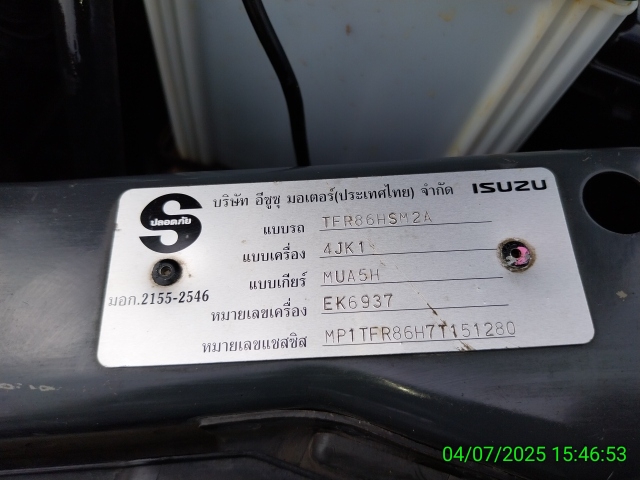 บริษัท อีซูซุ มอเตอร์(ประเทศไทย) จำกัด ISUZU
S
ปลอดภัย
แบบรถ TFR86HSM2A
แบบเครื่อง 4JK1
แบบเกียร์ MUA5H
มอก.2155-2546
หมายเลขเครื่อง EK6937
หมายเลขแชสซิส MP1TFR86H7T151280
04/07/2025 15:46:53